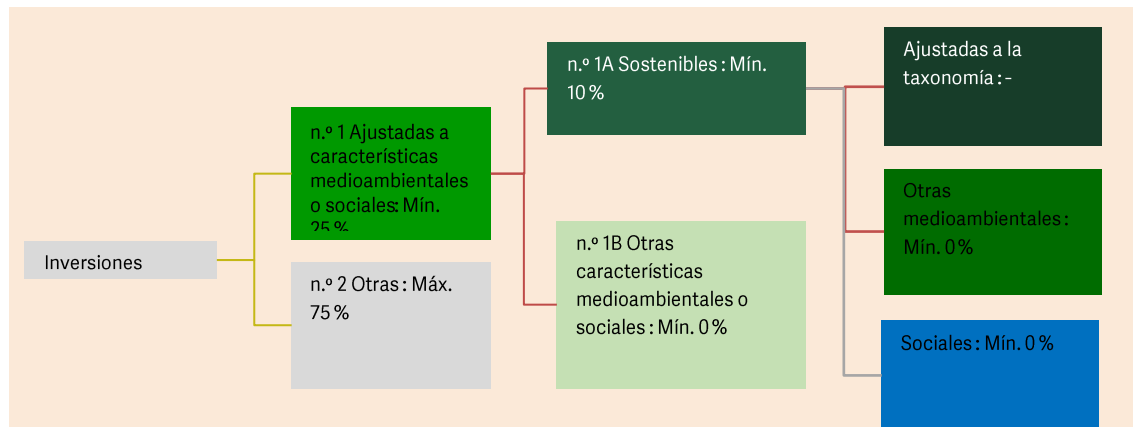 Inversiones
n.º 1 Ajustadas a
características
medioambientales
o sociales: Mín.
25 %
n.º 2 Otras : Máx.
75 %
n.º 1A Sostenibles : Mín.
10 %
n.º 1B Otras
características
medioambientales o
sociales : Mín. 0 %
Ajustadas a la
taxonomía : -
Otras
medioambientales :
Mín. 0 %
Sociales : Mín. 0 %